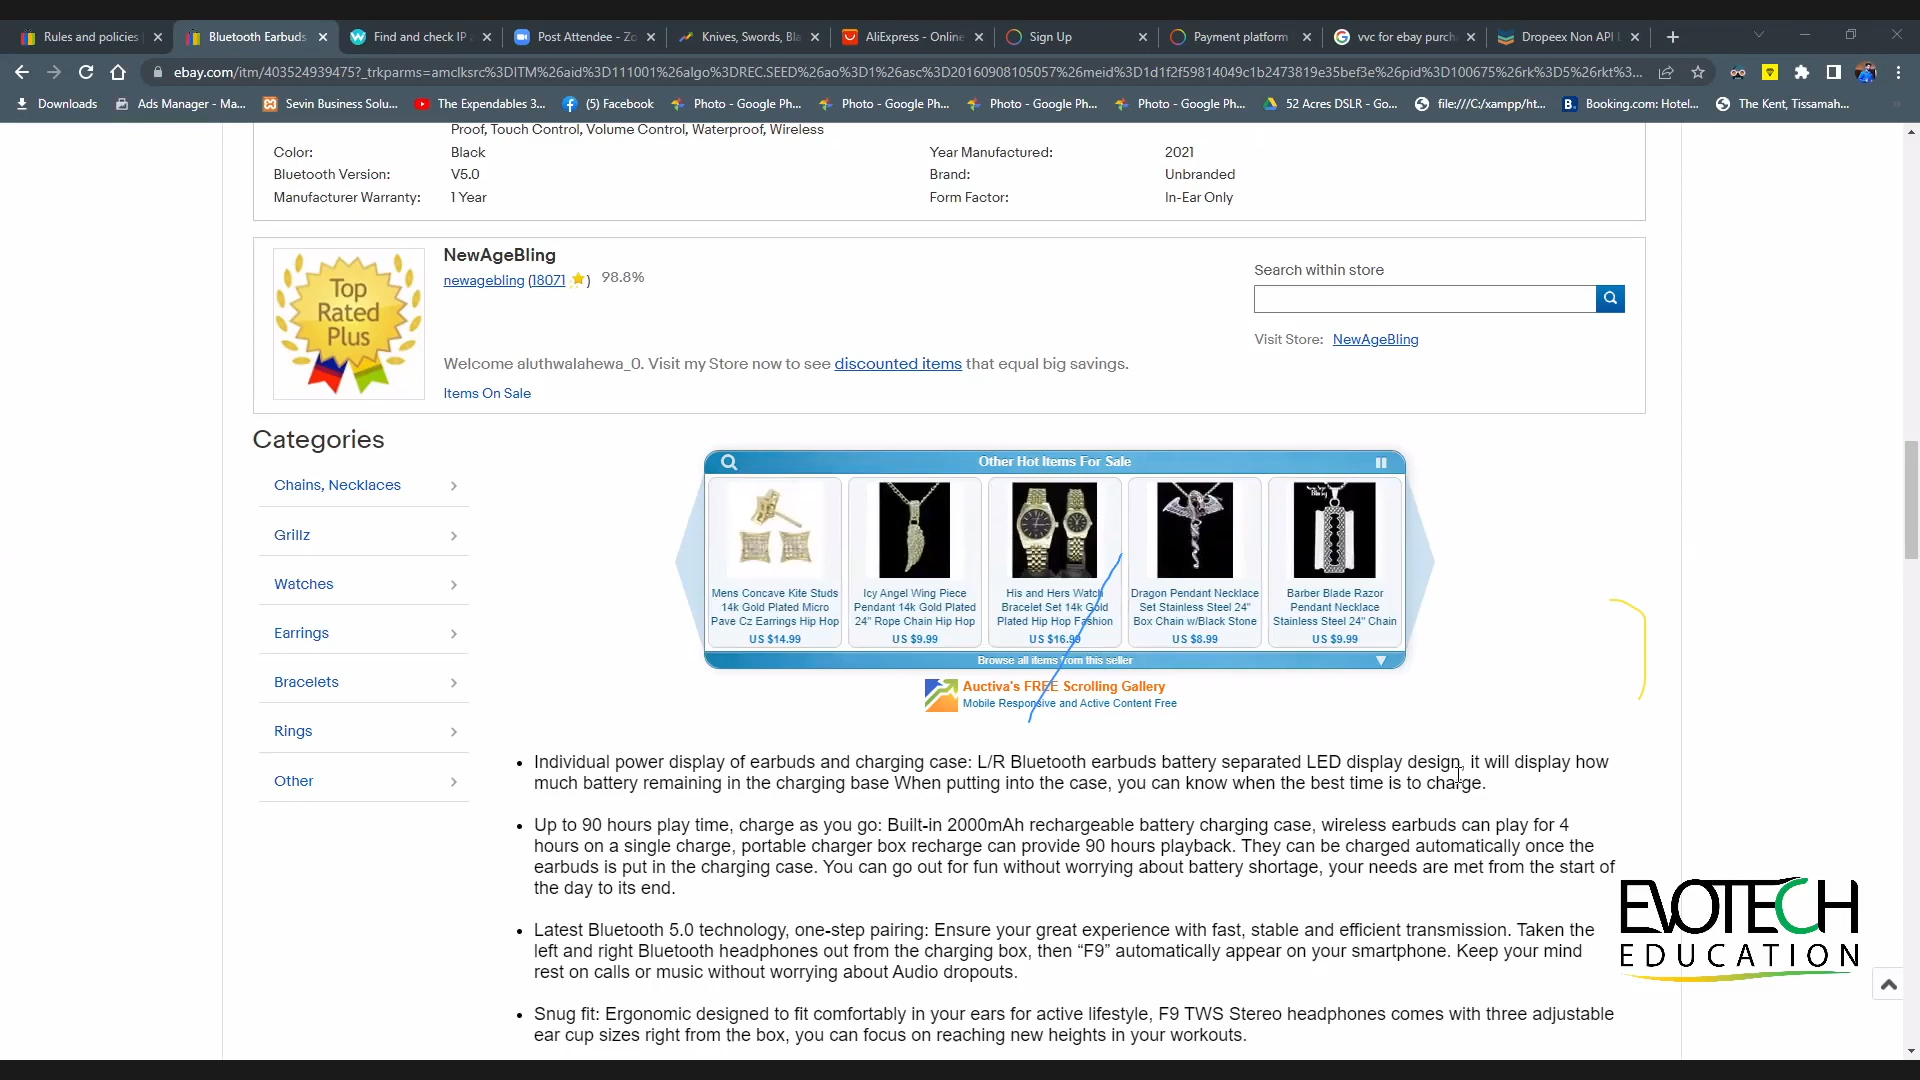 Rules and policies
Bluetooth Earbuds
Find and check IP
Post Attendee - Zo
Knives, Swords, Bla
AliExpress - Online
Sign Up
Payment platform
vvc for ebay purch
Dropeex Non API L
ebay.com/itm/403524939475?_trkparms=amclksrc%3DITM%26aid%3D111001%26algo%3DREC.SEED%26ao%3D1%26asc%3D20160908105057%26meid%3D1d1f2f59814049c1b2473819e35bef3e%26pid%3D100675%26rk%3D5%26rkt%3...
Downloads
Ads Manager - Ma...
Sevin Business Solu...
The Expendables 3...
(5) Facebook
Photo - Google Ph...
Photo - Google Ph...
Photo - Google Ph...
Photo - Google Ph...
52 Acres DSLR - Go...
file:///C:/xampp/ht...
Booking.com: Hotel...
The Kent, Tissamah...
Proof, Touch Control, Volume Control, Waterproof, Wireless
Color: Black Year Manufactured: 2021
Bluetooth Version: V5.0 Brand: Unbranded
Manufacturer Warranty: 1 Year Form Factor: In-Ear Only
Top
Rated
Plus
NewAgeBling
newagebling (18071 ) 98.8%
Welcome aluthwalahewa_0. Visit my Store now to see discounted items that equal big savings.
Items On Sale
Search within store
Visit Store: NewAgeBling
Categories
Chains, Necklaces
Grillz
Watches
Earrings
Bracelets
Rings
Other
Other Hot Items For Sale
Mens Concave Kite Studs
14k Gold Plated Micro
Pave Cz Earrings Hip Hop
US $14.99
Icy Angel Wing Piece
Pendant 14k Gold Plated
24" Rope Chain Hip Hop
US $9.99
His and Hers Watch
Bracelet Set 14k Gold
Plated Hip Hop Fashion
US $16.99
Dragon Pendant Necklace
Set Stainless Steel 24"
Box Chain w/Black Stone
US $8.99
Barber Blade Razor
Pendant Necklace
Stainless Steel 24" Chain
US $9.99
Browse all items from this seller
Auctiva's FREE Scrolling Gallery
Mobile Responsive and Active Content Free
• Individual power display of earbuds and charging case: L/R Bluetooth earbuds battery separated LED display design, it will display how
much battery remaining in the charging base When putting into the case, you can know when the best time is to charge.
• Up to 90 hours play time, charge as you go: Built-in 2000mAh rechargeable battery charging case, wireless earbuds can play for 4
hours on a single charge, portable charger box recharge can provide 90 hours playback. They can be charged automatically once the
earbuds is put in the charging case. You can go out for fun without worrying about battery shortage, your needs are met from the start of
the day to its end.
• Latest Bluetooth 5.0 technology, one-step pairing: Ensure your great experience with fast, stable and efficient transmission. Taken the
left and right Bluetooth headphones out from the charging box, then “F9” automatically appear on your smartphone. Keep your mind
rest on calls or music without worrying about Audio dropouts.
• Snug fit: Ergonomic designed to fit comfortably in your ears for active lifestyle, F9 TWS Stereo headphones comes with three adjustable
ear cup sizes right from the box, you can focus on reaching new heights in your workouts.
EVOTECH
EDUCATION